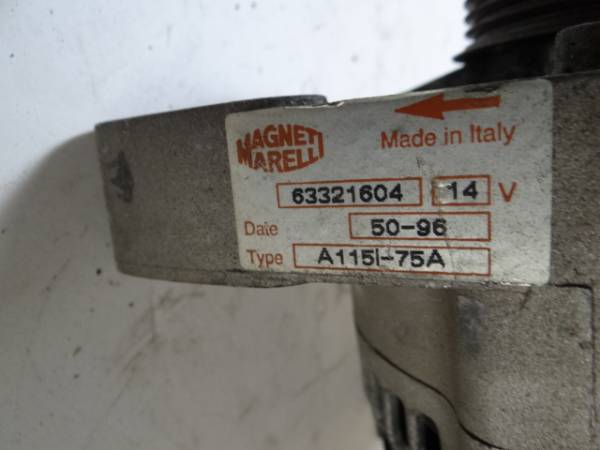 MAGNETI
MARELLI
Made in Italy
63321604 14 V
Date 50-96
Type A115I-75A